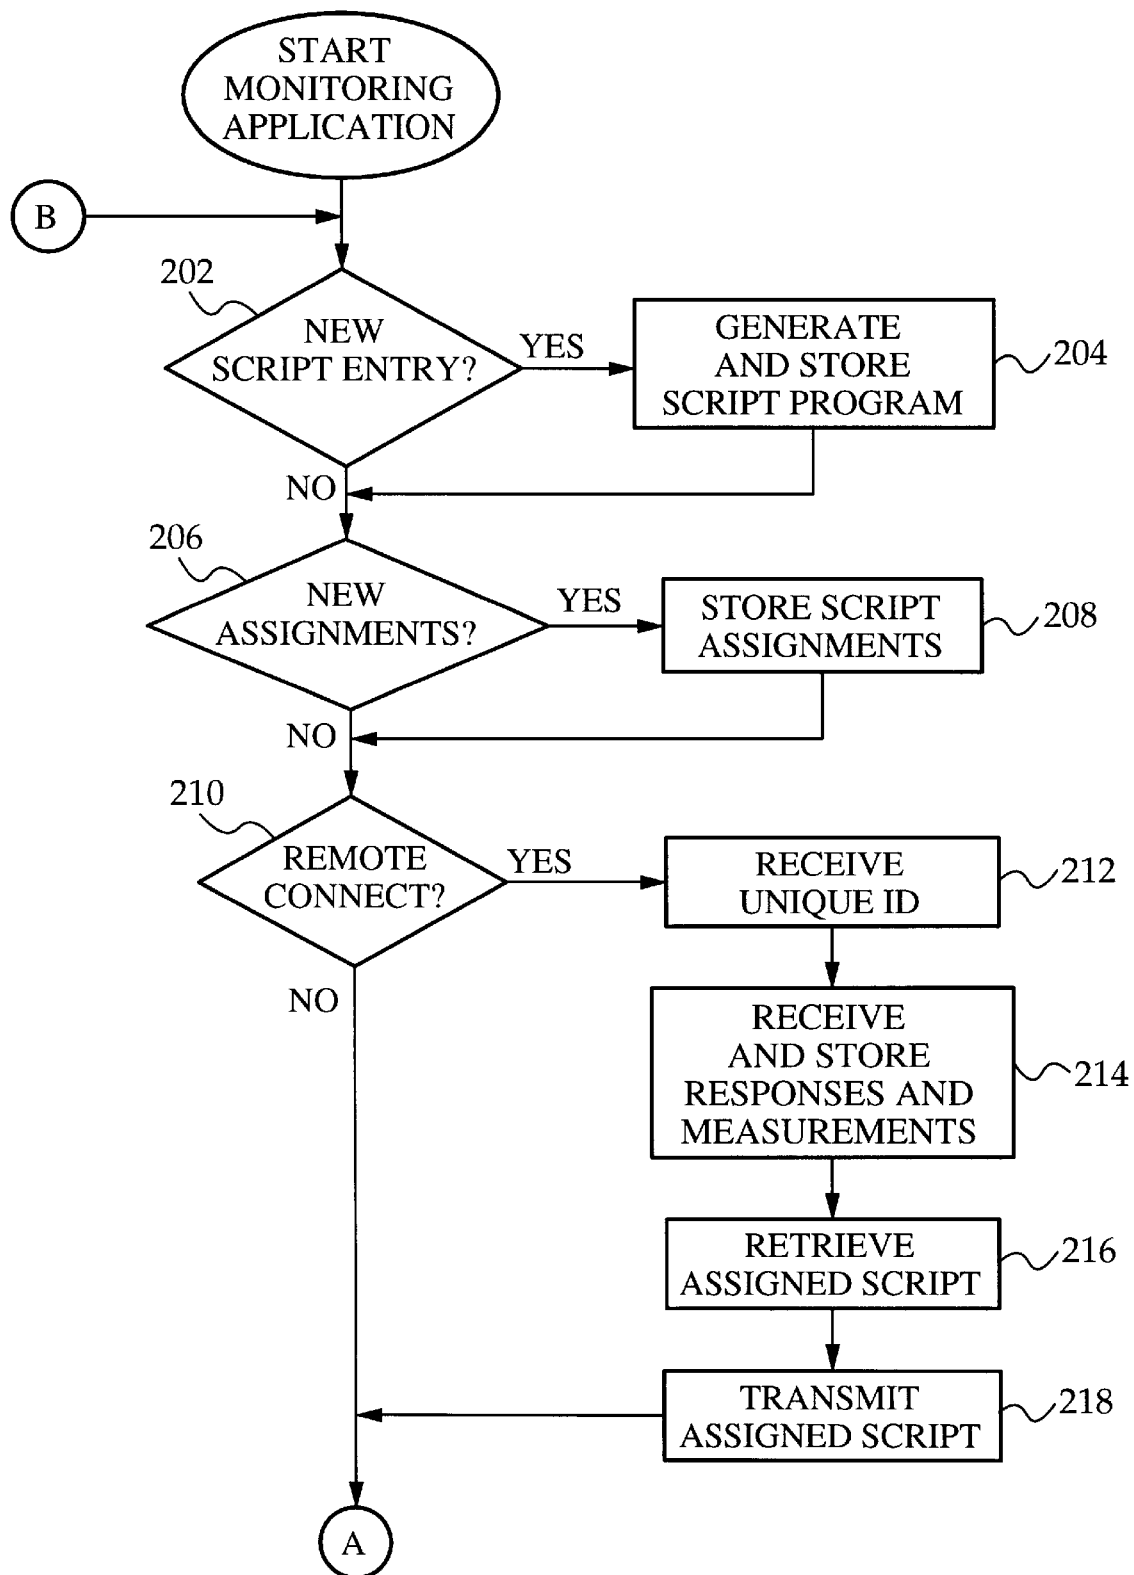 START
MONITORING
APPLICATION
B
202
NEW
SCRIPT ENTRY?
YES
GENERATE
AND STORE
SCRIPT PROGRAM
204
NO
206
NEW
ASSIGNMENTS?
YES
STORE SCRIPT
ASSIGNMENTS
208
NO
210
REMOTE
CONNECT?
YES
RECEIVE
UNIQUE ID
212
NO
RECEIVE
AND STORE
RESPONSES AND
MEASUREMENTS
214
RETRIEVE
ASSIGNED SCRIPT
216
TRANSMIT
ASSIGNED SCRIPT
218
A